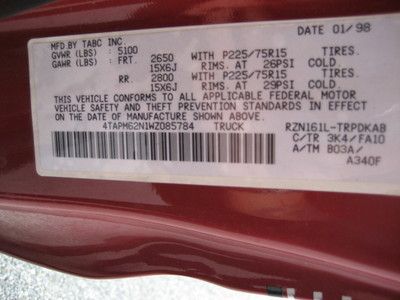 MFD BY TABC INC. DATE 01/98
GVWR (LBS) : 5100
GAWR (LBS) : FRT. 2650 WITH P225/75R15 TIRES.
15X6J RIMS. AT 26PSI COLD.
RR. 2800 WITH P225/75R15 TIRES.
15X6J RIMS. AT 29PSI COLD.
THIS VEHICLE CONFORMS TO ALL APPLICABLE FEDERAL MOTOR
VEHICLE SAFETY AND THEFT PREVENTION STANDARDS IN EFFECT ON
THE DATE OF MANUFACTURE SHOWN ABOVE.
4TAPM62N1WZ085784 TRUCK RZN161L-TRPDKAB
C/TR 3K4/FA10
A/TM B03A/
A340F